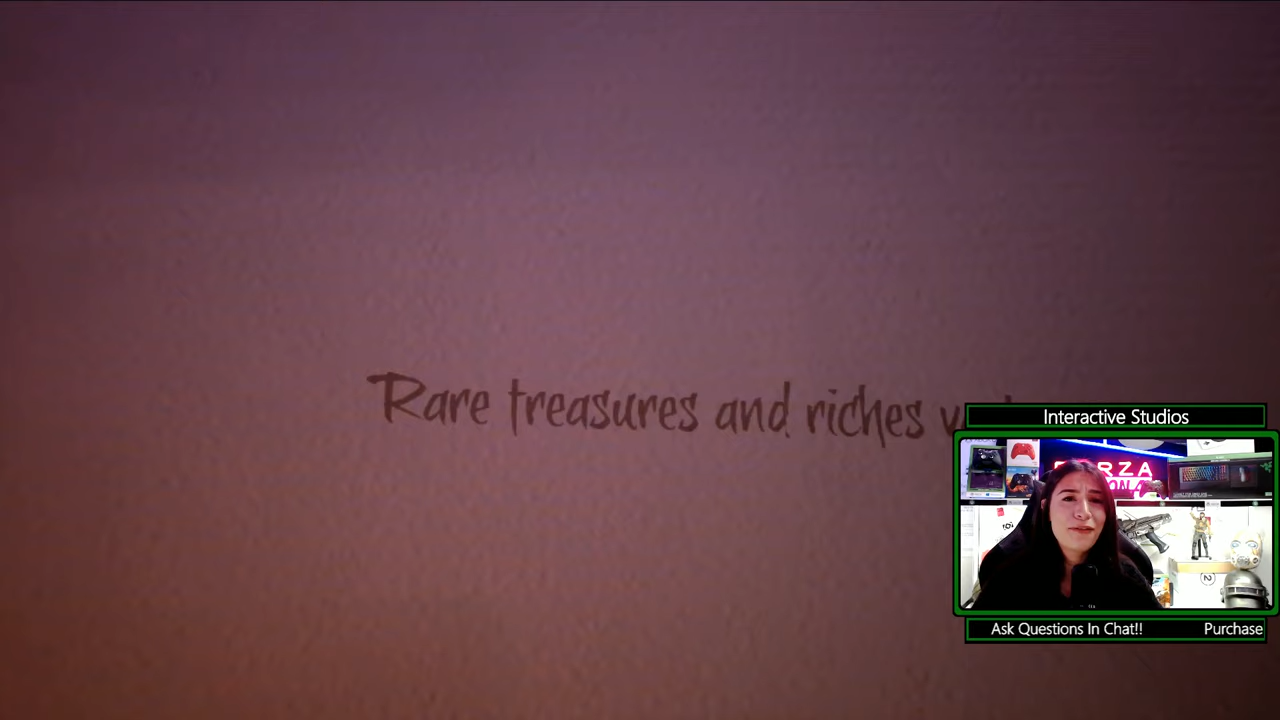 Rare treasures and riches
Interactive Studios
Ask Questions In Chat!! Purchase